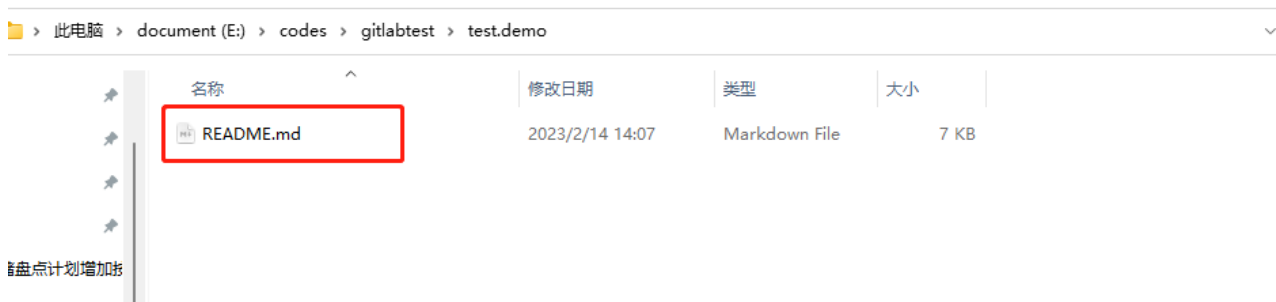 此电脑 > document (E:) > codes > gitlabtest > test.demo
名称 修改日期 类型 大小
README.md 2023/2/14 14:07 Markdown File 7 KB
盘点计划增加